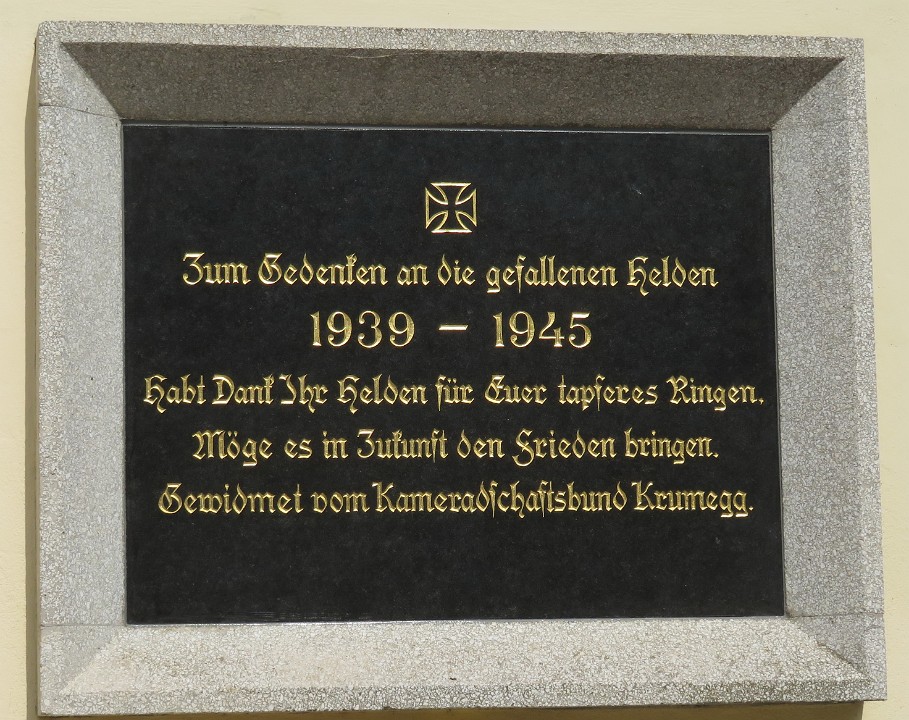 Zum Gedenken an die gefallenen Helden
1939 – 1945
Habt Dank Ihr Helden für Euer tapferes Ringen,
Möge es in Zukunft den Frieden bringen.
Gewidmet vom Kameradschaftsbund Krumegg.